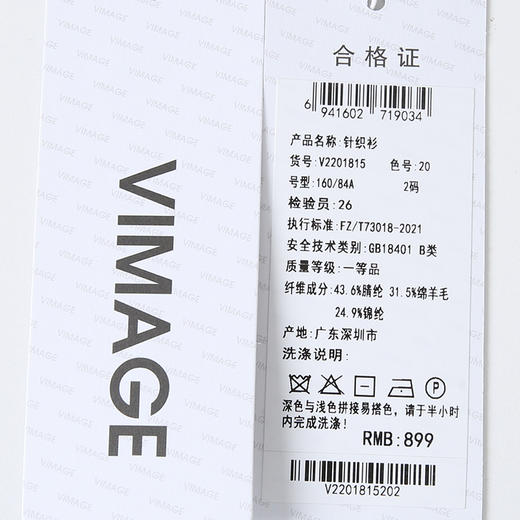 VIMAGE
合格证
6 941602 719034
产品名称:针织衫
货号:V2201815 色号:20
号型:160/84A 2码
检验员:26
执行标准:FZ/T73018-2021
安全技术类别:GB18401 B类
质量等级:一等品
纤维成分:43.6%腈纶 31.5%绵羊毛
24.9%锦纶
产地:广东深圳市
洗涤说明:
P
深色与浅色拼接易搭色,请于半小时
内完成洗涤!
RMB:899
V2201815202